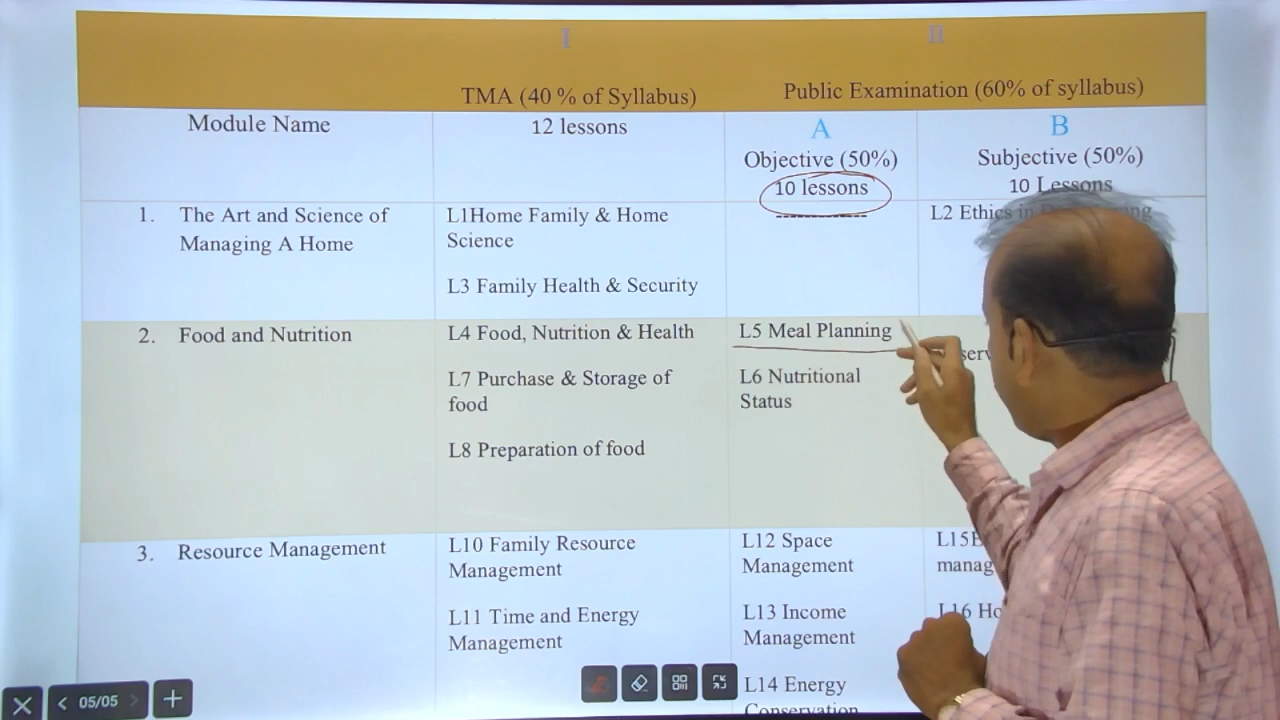 I
II
TMA (40 % of Syllabus)
Public Examination (60% of syllabus)
Module Name
12 lessons
A
B
Objective (50%)
Subjective (50%)
10 lessons
10 Lessons
1. The Art and Science of
Managing A Home
L1Home Family & Home
Science
L3 Family Health & Security
L2 Ethics in
2. Food and Nutrition
L4 Food, Nutrition & Health
L7 Purchase & Storage of
food
L8 Preparation of food
L5 Meal Planning
L6 Nutritional
Status
3. Resource Management
L10 Family Resource
Management
L11 Time and Energy
Management
L12 Space
Management
L13 Income
Management
L14 Energy
Conservation
L16
05/05